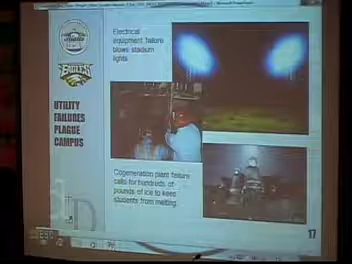 Electrical
equipment failure
blows stadium
lights
EAGLES
UTILITY
FAILURES
PLAGUE
CAMPUS
Cogeneration plant failure
calls for hundreds of
pounds of ice to keep
students from melting.
17